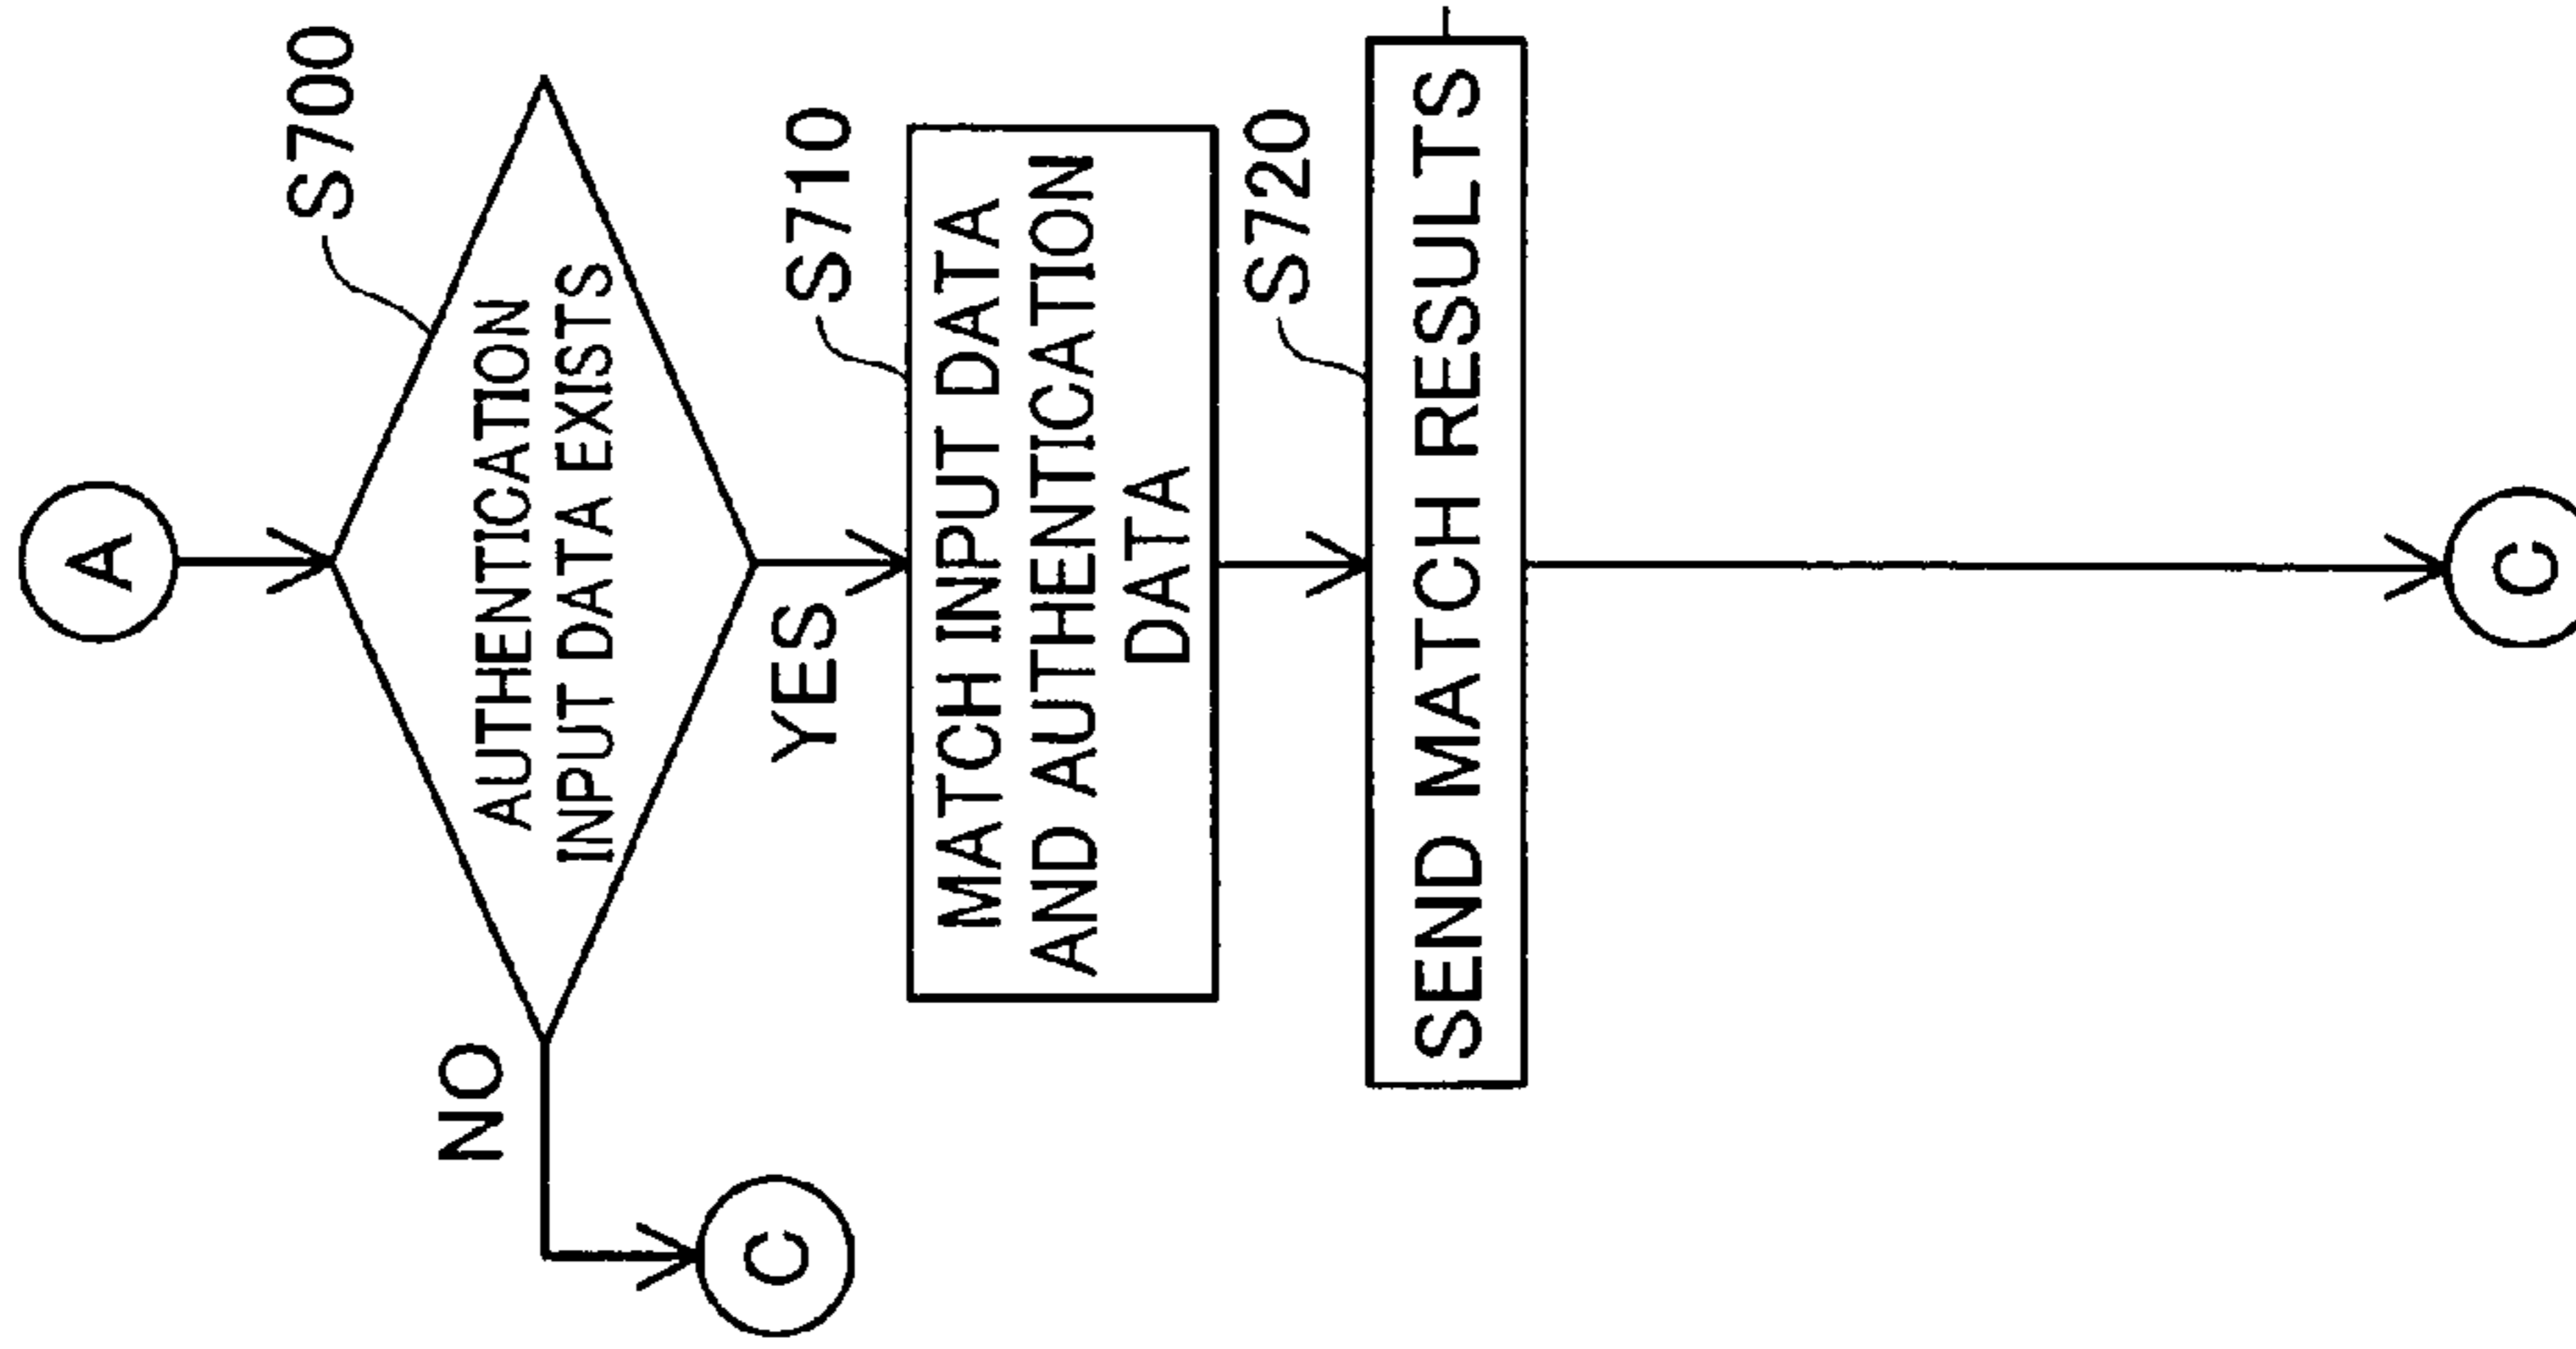 A
S700
AUTHENTICATION
INPUT DATA EXISTS
NO
C
YES
S710
MATCH INPUT DATA
AND AUTHENTICATION
DATA
S720
SEND MATCH RESULTS
C